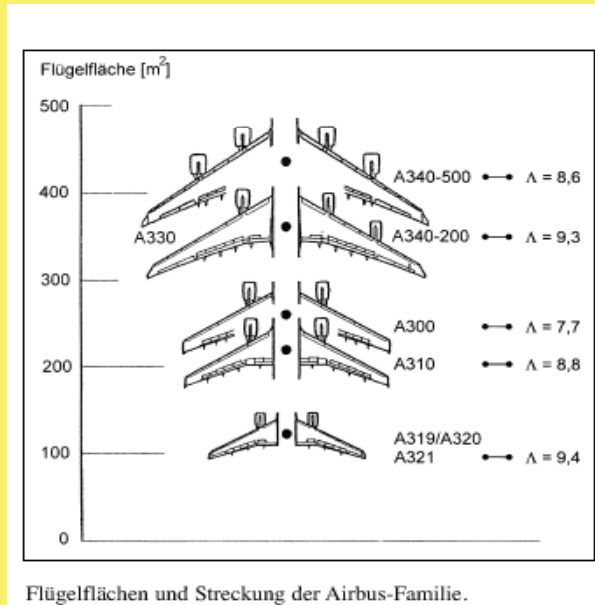 Flügelfläche [m²]
500
400
300
200
100
0
A340-500 Λ = 8,6
A330 A340-200 Λ = 9,3
A300 Λ = 7,7
A310 Λ = 8,8
A319/A320
A321 Λ = 9,4
Flügelflächen und Streckung der Airbus-Familie.